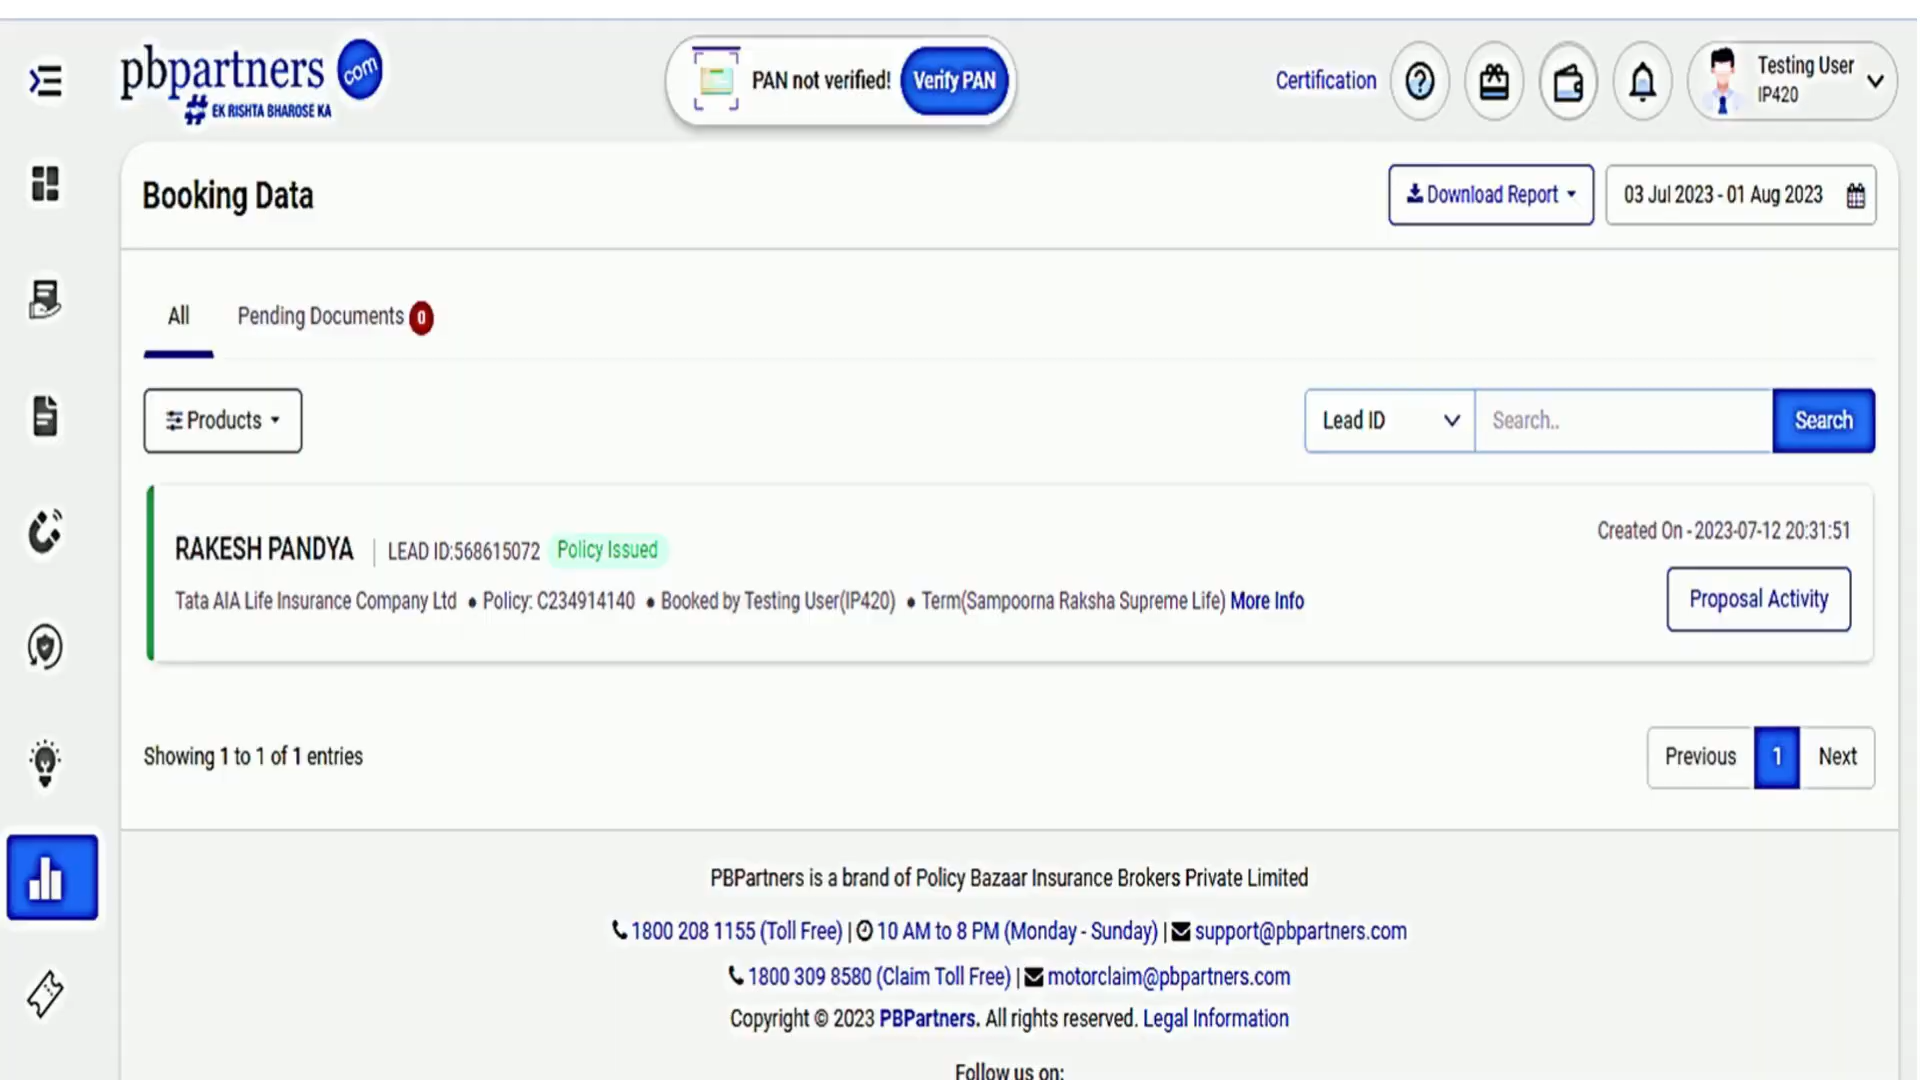 pbpartners com
# EK RISHTA BHAROSE KA
PAN not verified! Verify PAN
Certification
Testing User
IP420
Booking Data
Download Report
03 Jul 2023 - 01 Aug 2023
All
Pending Documents 0
Products
Lead ID
Search..
Search
RAKESH PANDYA
LEAD ID:568615072
Policy Issued
Created On - 2023-07-12 20:31:51
Tata AIA Life Insurance Company Ltd ● Policy: C234914140 ● Booked by Testing User(IP420) ● Term(Sampoorna Raksha Supreme Life) More Info
Proposal Activity
Showing 1 to 1 of 1 entries
Previous 1 Next
PBPartners is a brand of Policy Bazaar Insurance Brokers Private Limited
1800 208 1155 (Toll Free) | 10 AM to 8 PM (Monday - Sunday) | support@pbpartners.com
1800 309 8580 (Claim Toll Free) | motorclaim@pbpartners.com
Copyright © 2023 PBPartners. All rights reserved. Legal Information
Follow us on: